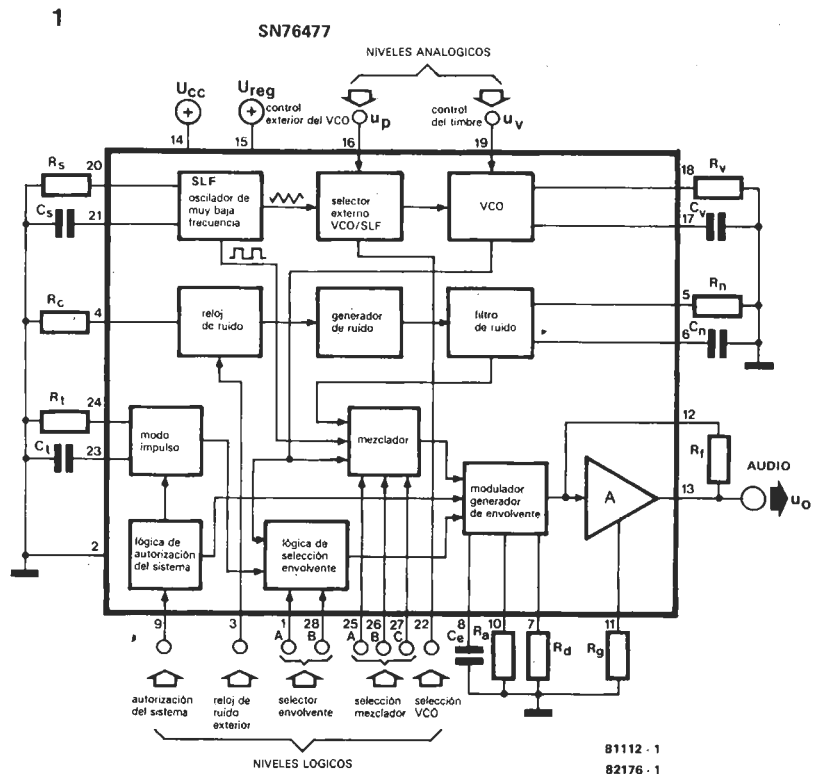 1
SN76477
NIVELES ANALOGICOS
Ucc
Ureg
control
exterior del VCO
up
control
del timbre
uv
14
15
16
19
Rs
20
Cs
21
SLF
oscilador de
muy baja
frecuencia
selector
externo
VCO/SLF
VCO
18
Rv
17
Cv
Rc
4
reloj
de ruido
generador
de ruido
filtro
de ruido
5
Rn
6
Cn
Rt
24
Ct
23
modo
impulso
mezclador
12
Rf
modulador
generador
de envolvente
A
13
AUDIO
uo
2
lógica de
autorización
del sistema
lógica de
selección
envolvente
9
3
1
A
28
B
25
A
26
B
27
C
22
8
Ce
10
Ra
7
Rd
11
Rg
autorización
del sistema
reloj de
ruido
exterior
selector
envolvente
selección
mezclador
selección
VCO
NIVELES LOGICOS
81112 - 1
82176 - 1